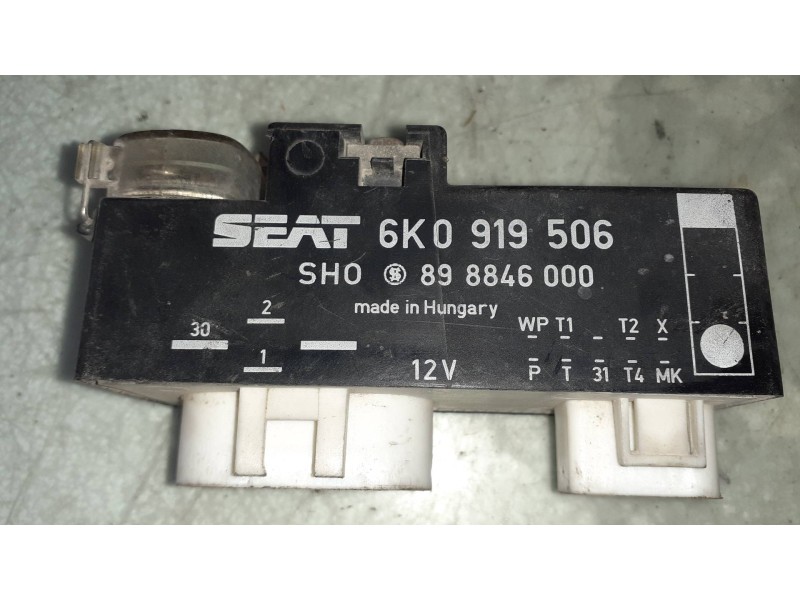 SEAT 6K0 919 506
SHO S 89 8846 000
made in Hungary
2
30
1
12V
WP T1 T2 X
P T 31 T4 MK